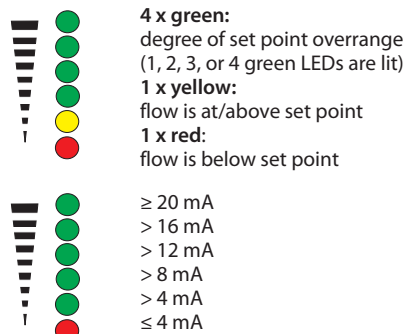 4 x green:
degree of set point overrange
(1, 2, 3, or 4 green LEDs are lit)
1 x yellow:
flow is at/above set point
1 x red:
flow is below set point
≥ 20 mA
> 16 mA
> 12 mA
> 8 mA
> 4 mA
≤ 4 mA